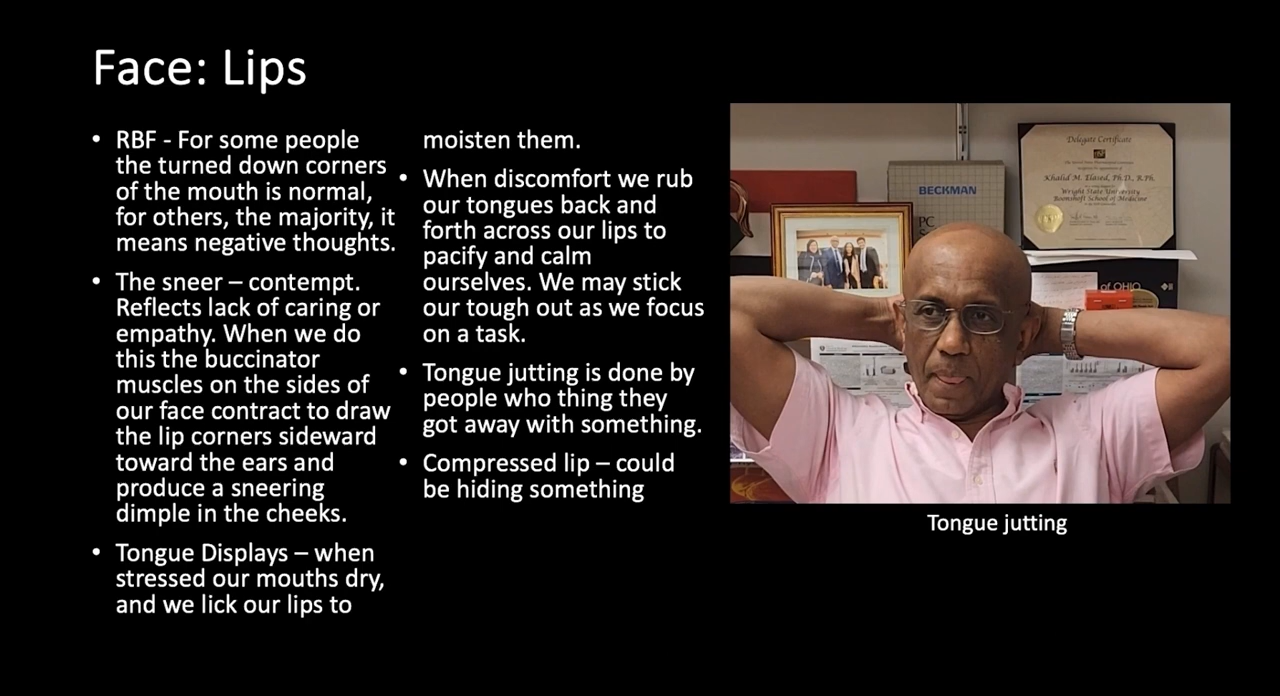 Face: Lips
• RBF - For some people
the turned down corners
of the mouth is normal,
for others, the majority, it
means negative thoughts.
• The sneer – contempt.
Reflects lack of caring or
empathy. When we do
this the buccinator
muscles on the sides of
our face contract to draw
the lip corners sideward
toward the ears and
produce a sneering
dimple in the cheeks.
• Tongue Displays – when
stressed our mouths dry,
and we lick our lips to
moisten them.
• When discomfort we rub
our tongues back and
forth across our lips to
pacify and calm
ourselves. We may stick
our tough out as we focus
on a task.
• Tongue jutting is done by
people who thing they
got away with something.
• Compressed lip – could
be hiding something
Delegate Certificate
Khalid M. Elased, Ph.D., R.Ph.
Wright State University
Boonshoft School of Medicine
BECKMAN
PC
of OHIO
Tongue jutting